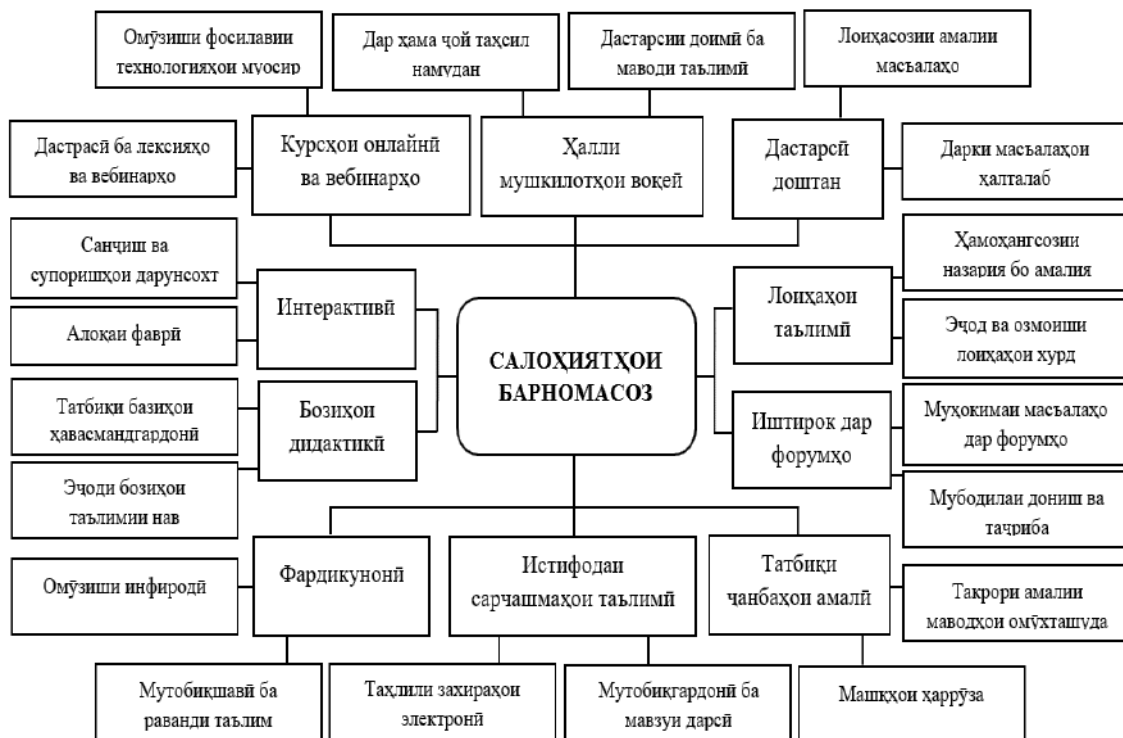 Омӯзиши фосилавии
технологияҳои муосир
Дар ҳама ҷой таҳсил
намудан
Дастарсии доимӣ ба
маводи таълимӣ
Лоиҳасозии амалии
масъалаҳо
Дастрасӣ ба лексияҳо
ва вебинарҳо
Курсҳои онлайнӣ
ва вебинарҳо
Ҳалли
мушкилотҳои воқеӣ
Дастарсӣ
доштан
Дарки масъалаҳои
ҳалталаб
Санҷиш ва
супоришҳои дарунсохт
Интерактивӣ
Алоқаи фаврӣ
Лоиҳаҳои
таълимӣ
Ҳамоҳангсозии
назария бо амалия
Эҷод ва озмоиши
лоиҳаҳои хурд
САЛОҲИЯТҲОИ
БАРНОМАСОЗ
Татбиқи базиҳои
ҳавасмандгардонӣ
Бозиҳои
дидактикӣ
Эҷоди бозиҳои
таълимии нав
Иштирок дар
форумҳо
Муҳокимаи масъалаҳо
дар форумҳо
Мубодилаи дониш ва
таҷриба
Омӯзиши инфиродӣ
Фардикунонӣ
Истифодаи
сарчашмаҳои таълимӣ
Татбиқи
ҷанбаҳои амалӣ
Такрори амалии
маводҳои омӯхташуда
Мутобиқшавӣ ба
раванди таълим
Таҳлили захираҳои
электронӣ
Мутобиқгардонӣ ба
мавзуи дарсӣ
Машқҳои ҳаррӯза